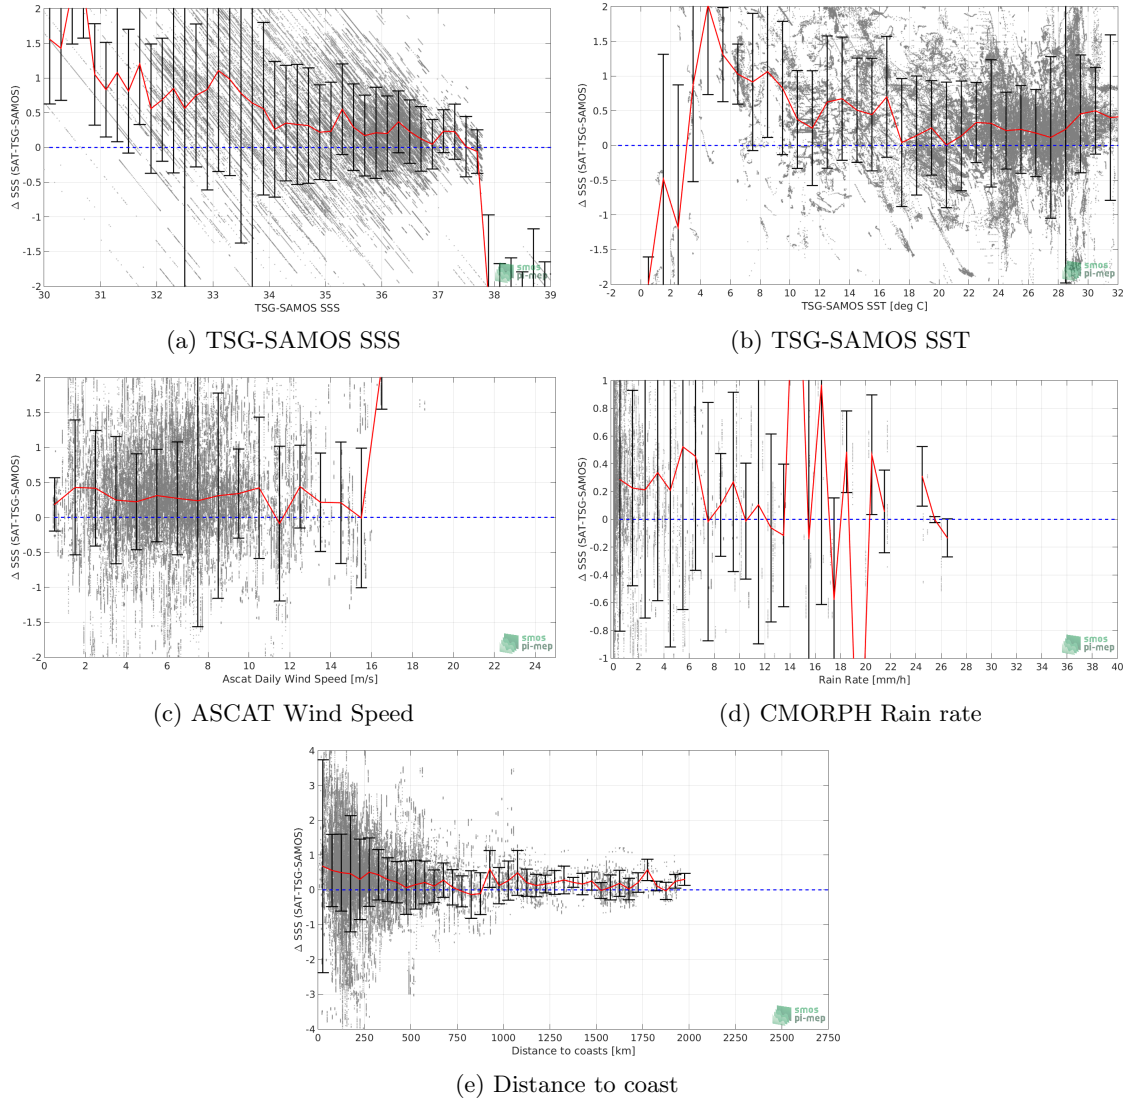 2
1.5
1
0.5
0
-0.5
-1
-1.5
-2
Δ SSS (SAT-TSG-SAMOS)
30 31 32 33 34 35 36 37 38 39
TSG-SAMOS SSS
smos
pi-mep
(a) TSG-SAMOS SSS
2
1.5
1
0.5
0
-0.5
-1
-1.5
-2
Δ SSS (SAT-TSG-SAMOS)
-2 0 2 4 6 8 10 12 14 16 18 20 22 24 26 28 30 32
TSG-SAMOS SST [deg C]
smos
pi-mep
(b) TSG-SAMOS SST
2
1.5
1
0.5
0
-0.5
-1
-1.5
-2
Δ SSS (SAT-TSG-SAMOS)
0 2 4 6 8 10 12 14 16 18 20 22 24
Ascat Daily Wind Speed [m/s]
smos
pi-mep
(c) ASCAT Wind Speed
1
0.8
0.6
0.4
0.2
0
-0.2
-0.4
-0.6
-0.8
-1
Δ SSS (SAT-TSG-SAMOS)
0 2 4 6 8 10 12 14 16 18 20 22 24 26 28 30 32 34 36 38 40
Rain Rate [mm/h]
smos
pi-mep
(d) CMORPH Rain rate
4
3
2
1
0
-1
-2
-3
-4
Δ SSS (SAT-TSG-SAMOS)
0 250 500 750 1000 1250 1500 1750 2000 2250 2500 2750
Distance to coasts [km]
smos
pi-mep
(e) Distance to coast